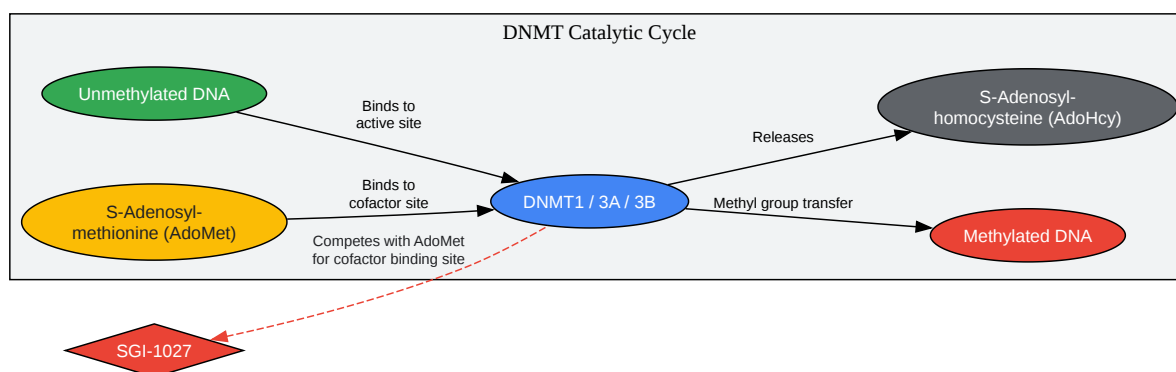 DNMT Catalytic Cycle
Unmethylated DNA
Binds to
active site
S-Adenosyl-
methionine (AdoMet)
Binds to
cofactor site
DNMT1 / 3A / 3B
Releases
S-Adenosyl-
homocysteine (AdoHcy)
Methyl group transfer
Methylated DNA
Competes with AdoMet
for cofactor binding site
SGI-1027